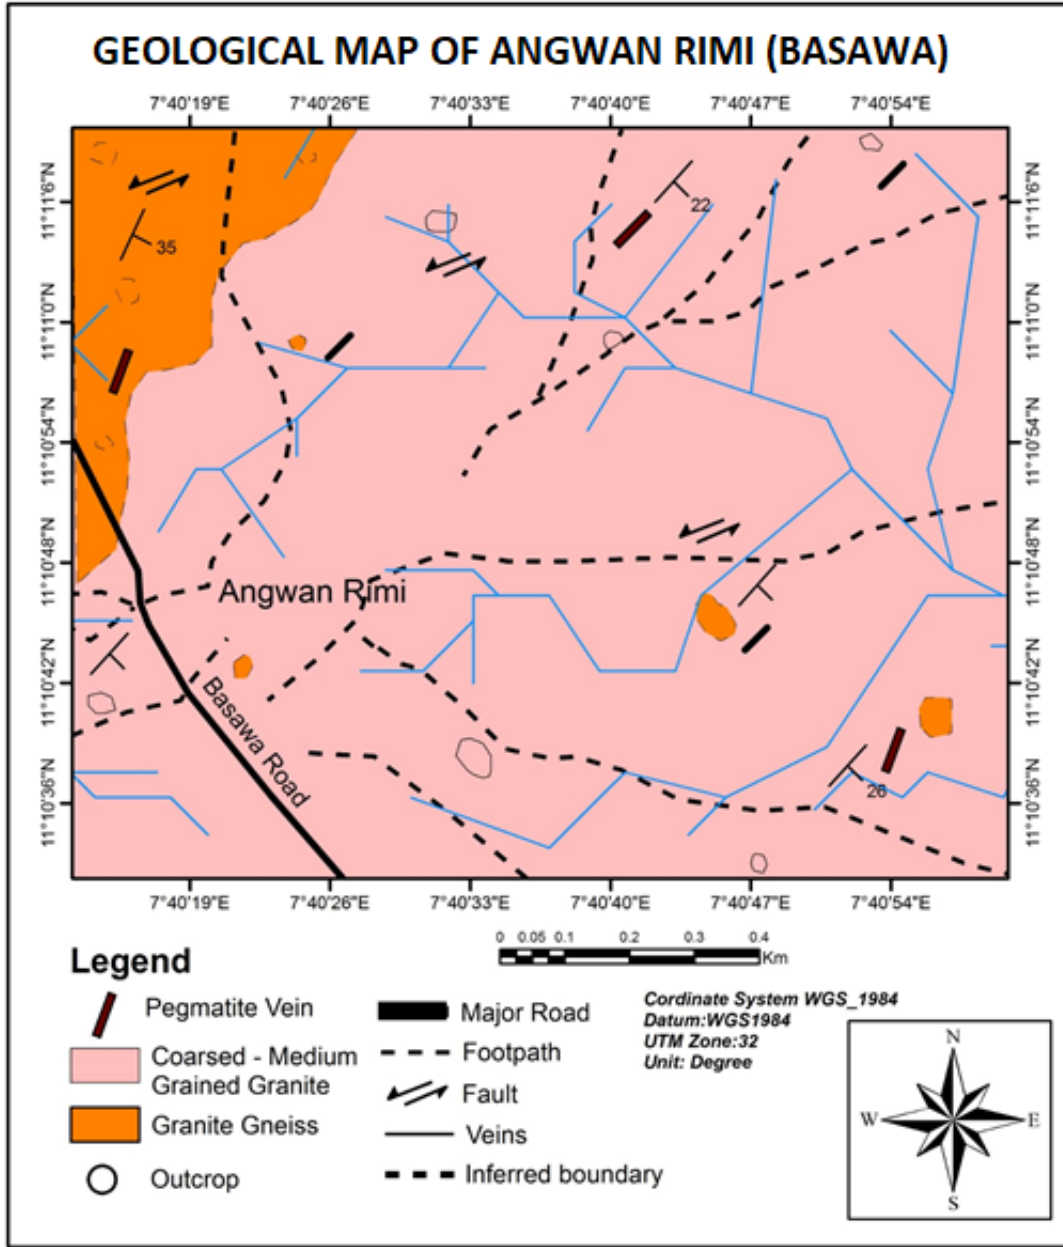 GEOLOGICAL MAP OF ANGWAN RIMI (BASAWA)
7°40'19"E 7°40'26"E 7°40'33"E 7°40'40"E 7°40'47"E 7°40'54"E
11°11'6"N
11°11'0"N
11°10'54"N
11°10'48"N
11°10'42"N
11°10'36"N
22
35
Angwan Rimi
Basawa Road
26
11°11'6"N
11°11'0"N
11°10'54"N
11°10'48"N
11°10'42"N
11°10'36"N
7°40'19"E 7°40'26"E 7°40'33"E 7°40'40"E 7°40'47"E 7°40'54"E
0 0.05 0.1 0.2 0.3 0.4
Km
Legend
Pegmatite Vein
Coarsed - Medium
Grained Granite
Granite Gneiss
Outcrop
Major Road
Footpath
Fault
Veins
Inferred boundary
Cordinate System WGS_1984
Datum:WGS1984
UTM Zone:32
Unit: Degree
N
W E
S